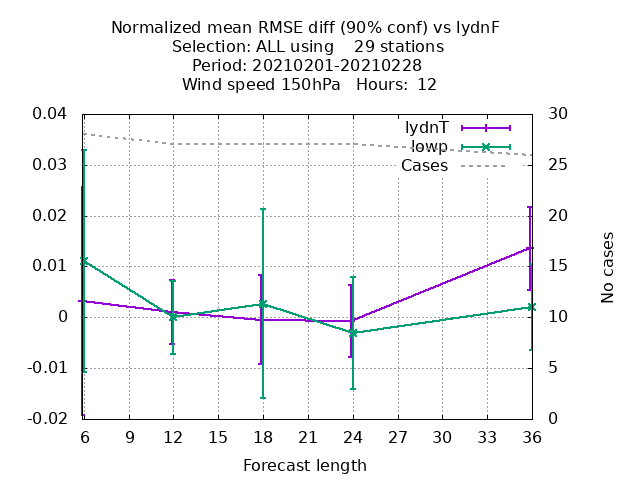 Normalized mean RMSE diff (90% conf) vs lydnF
Selection: ALL using    29 stations
Period: 20210201-20210228
Wind speed 150hPa   Hours:  12
0.04
0.03
0.02
0.01
0
-0.01
-0.02
30
25
20
15
10
5
0
lydnT
lowp
Cases
No cases
6 9 12 15 18 21 24 27 30 33 36
Forecast length